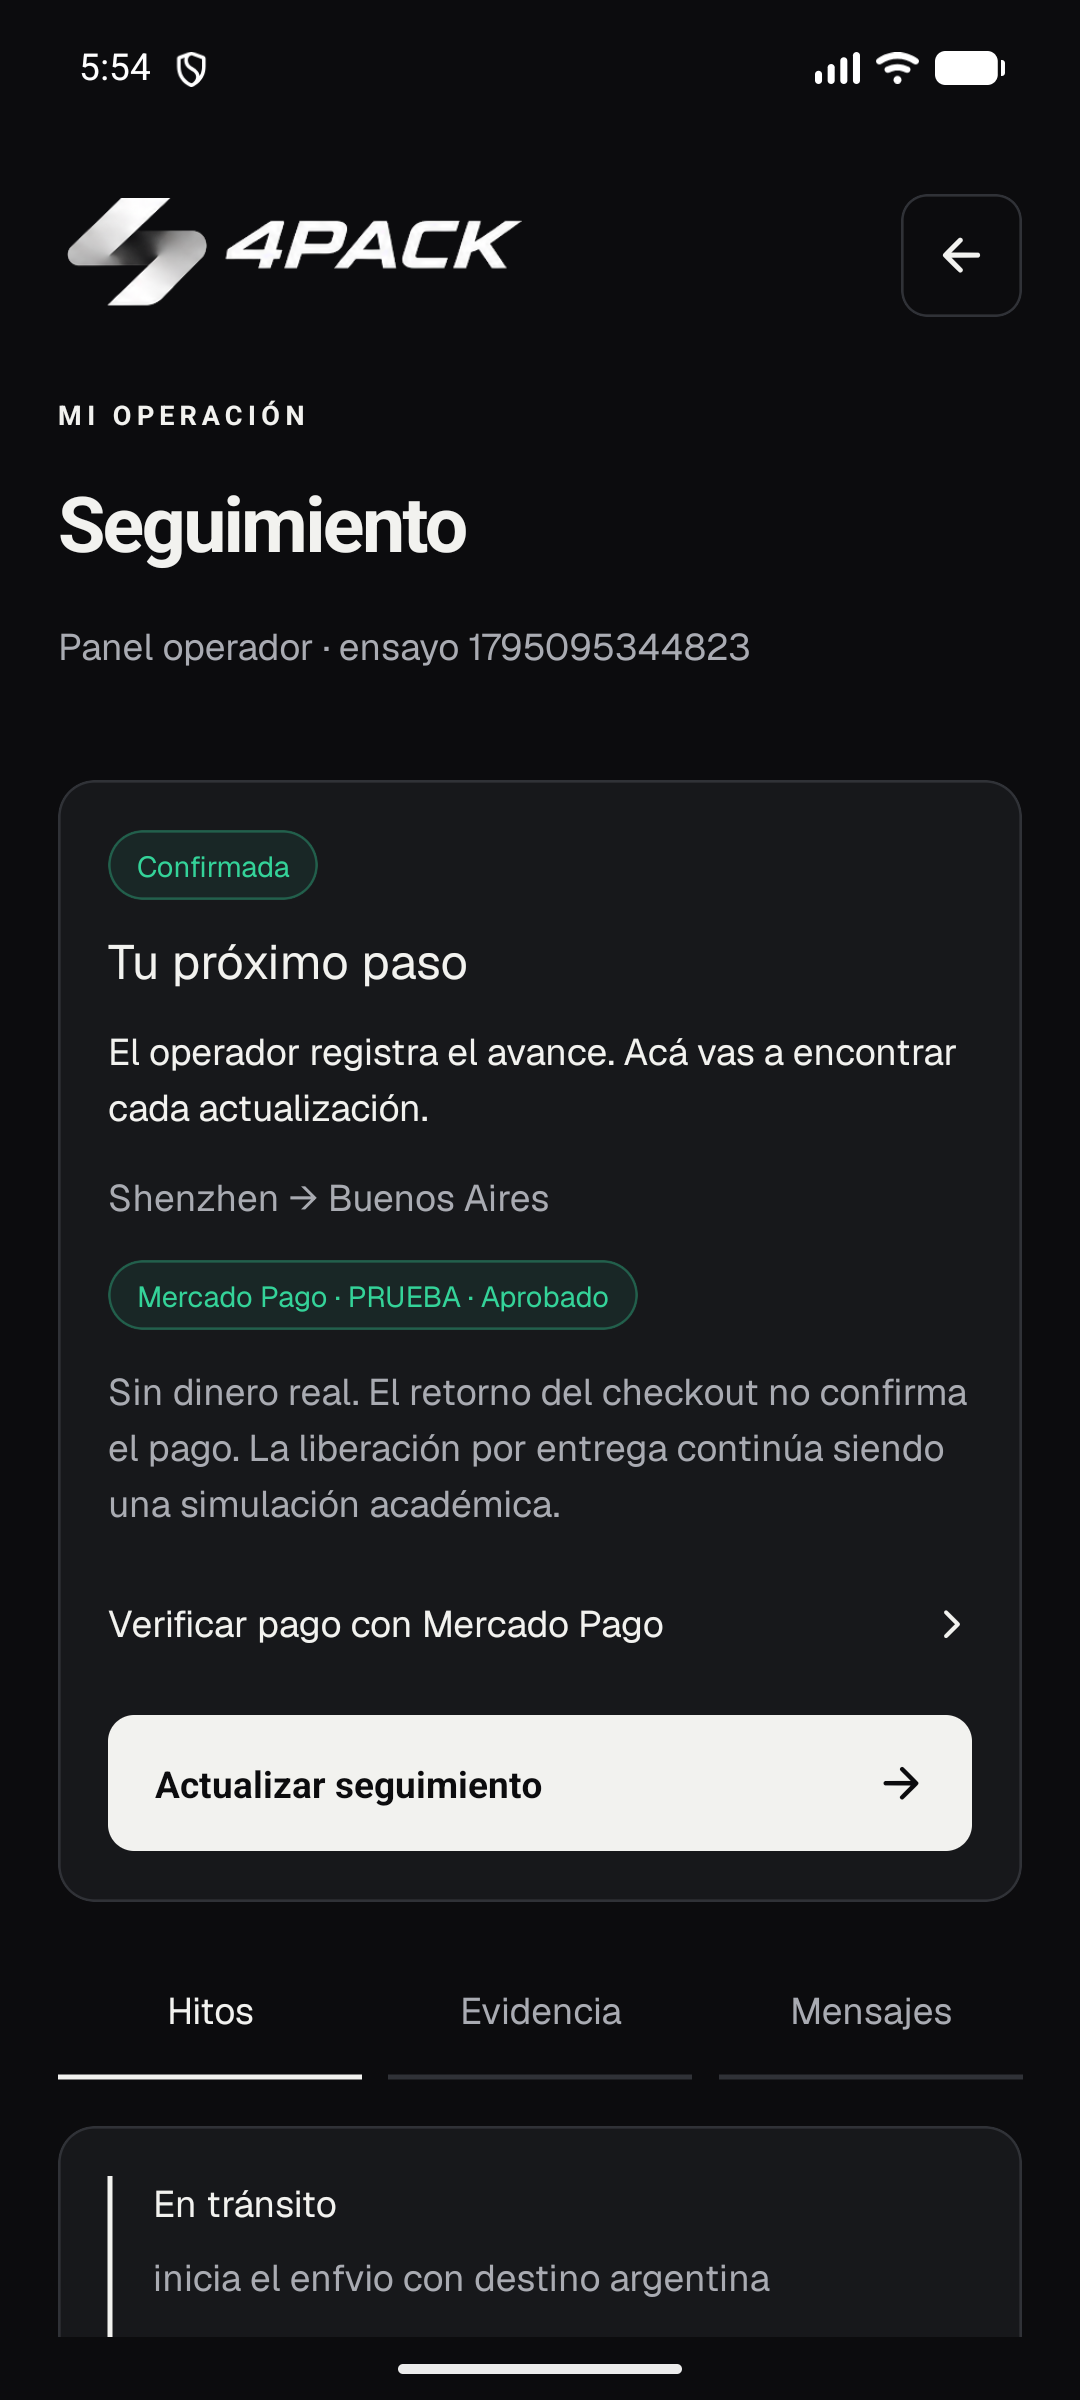 5:54
4PACK
MI OPERACIÓN
Seguimiento
Panel operador · ensayo 1795095344823
Confirmada
Tu próximo paso
El operador registra el avance. Acá vas a encontrar
cada actualización.
Shenzhen → Buenos Aires
Mercado Pago · PRUEBA · Aprobado
Sin dinero real. El retorno del checkout no confirma
el pago. La liberación por entrega continúa siendo
una simulación académica.
Verificar pago con Mercado Pago
Actualizar seguimiento
Hitos
Evidencia
Mensajes
En tránsito
inicia el enfvio con destino argentina